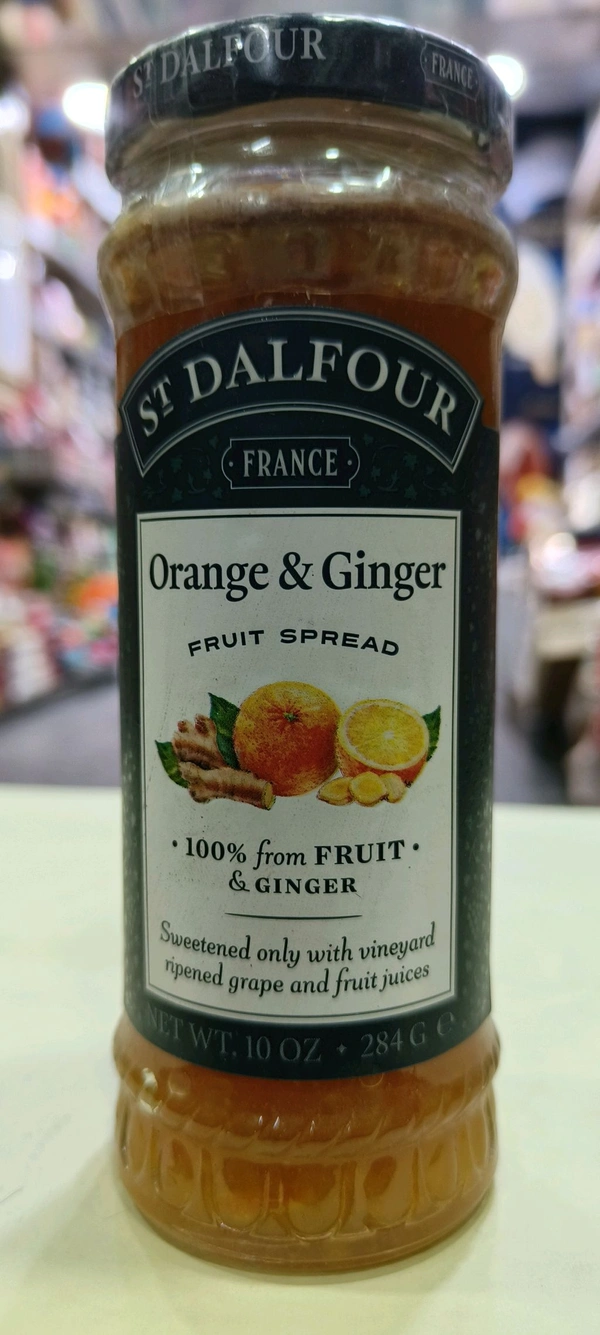 ST DALFOUR
FRANCE
ST DALFOUR
FRANCE
Orange & Ginger
FRUIT SPREAD
• 100% from FRUIT •
& GINGER
Sweetened only with vineyard
ripened grape and fruit juices
NET WT. 10 OZ • 284 G ℮